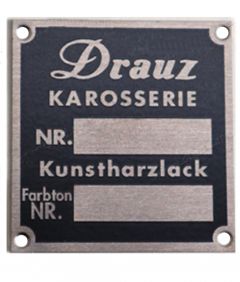 Drauz
KAROSSERIE
NR.
Kunstharzlack
Farbton
NR.